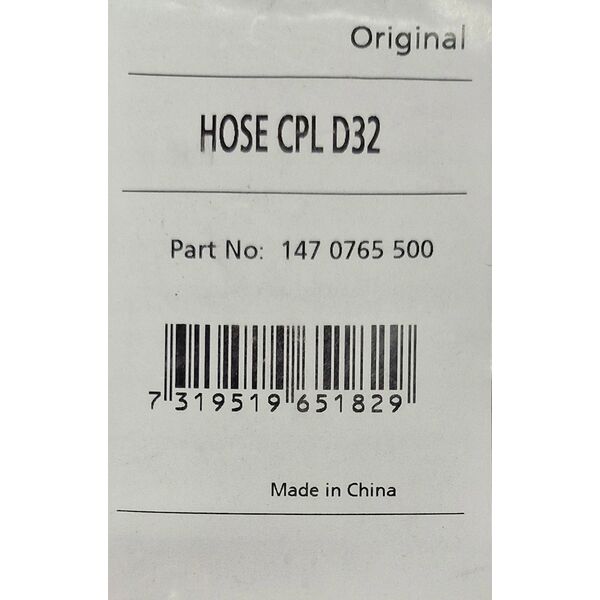 Original
HOSE CPL D32
Part No: 147 0765 500
7 319519 651829
Made in China